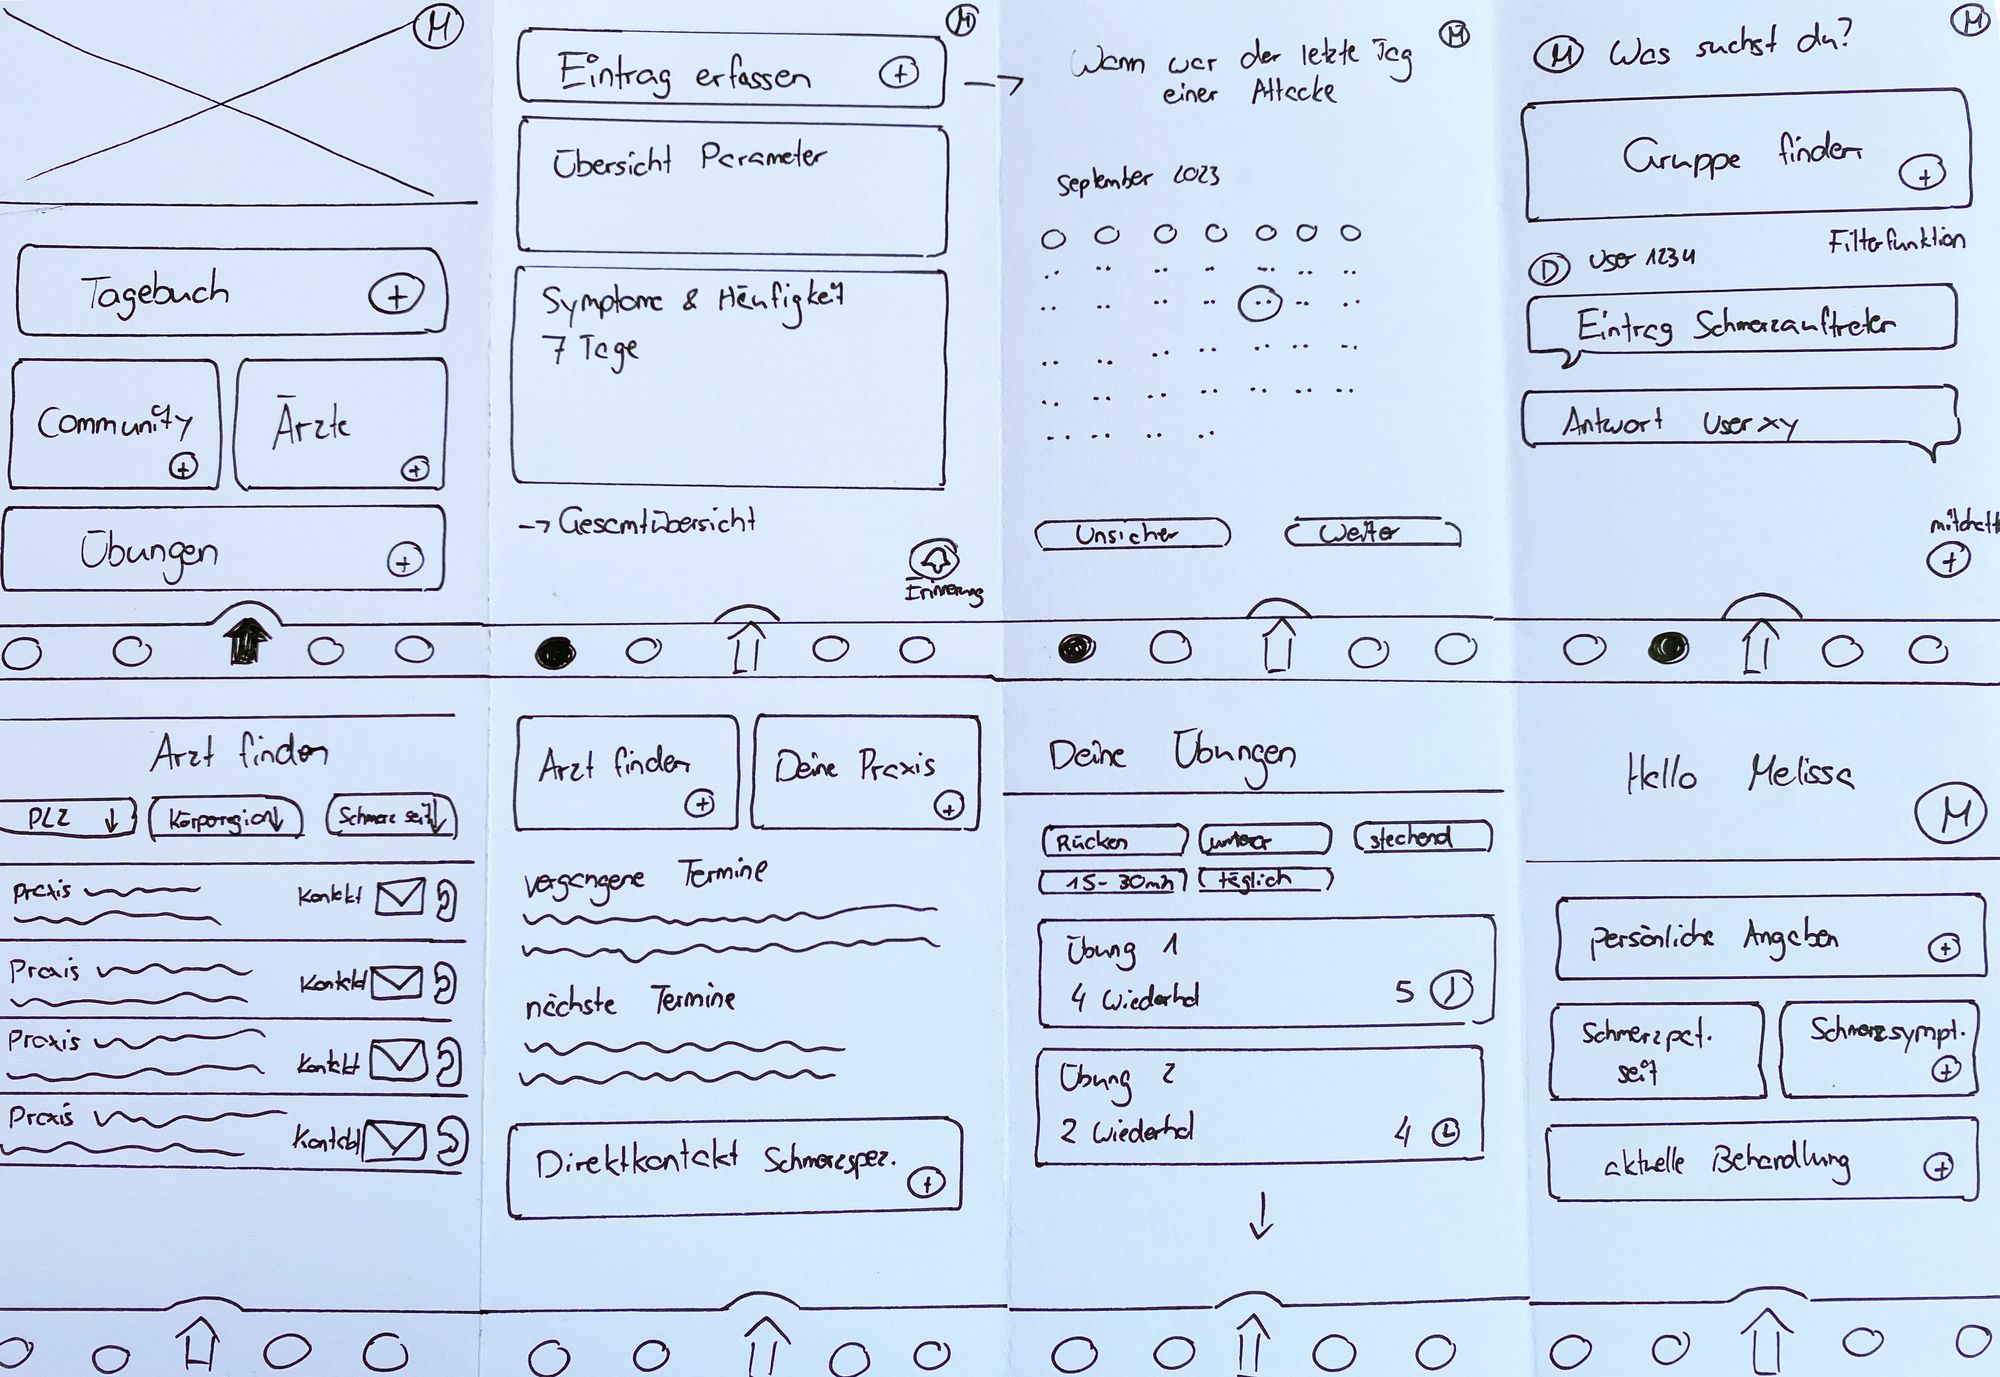 M
Tagebuch
Community
Ärzte
Übungen
M
Eintrag erfassen
Übersicht Parameter
Symptome & Häufigkeit
7 Tage
→ Gesamtübersicht
Erinnerung
M
Wann war der letzte Tag
einer Attacke
September 2023
Unsicher
Weiter
M
M Was suchst du?
Gruppe finden
Filterfunktion
D User 1234
Eintrag Schmerzauftreten
Antwort User xy
Arzt finden
PLZ ↓
Körperregion ↓
Schmerz seit ↓
Praxis
Kontakt
Praxis
Kontakt
Praxis
Kontakt
Praxis
Kontakt
Arzt finden
Deine Praxis
vergangene Termine
nächste Termine
Direktkontakt Schmerzspez.
Deine Übungen
Rücken
unterer
stechend
15-30min
täglich
Übung 1
4 Wiederhol
5
Übung 2
2 Wiederhol
4
Hallo Melissa
M
persönliche Angaben
Schmerzpat.
seit
Schmerzsympt.
aktuelle Behandlung